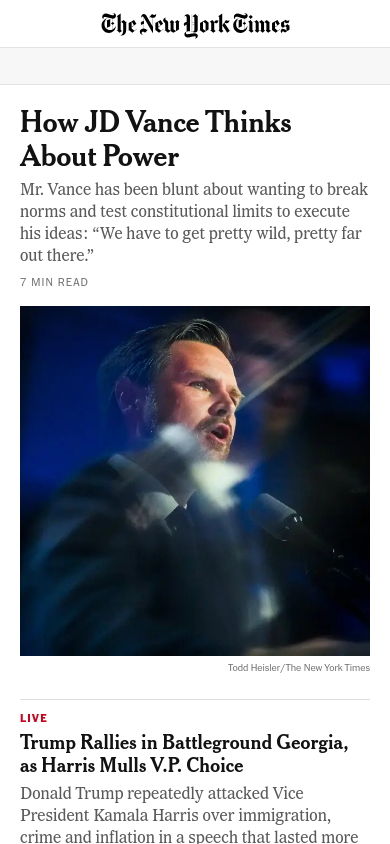 The New York Times
How JD Vance Thinks
About Power
Mr. Vance has been blunt about wanting to break
norms and test constitutional limits to execute
his ideas: “We have to get pretty wild, pretty far
out there.”
7 MIN READ
Todd Heisler/The New York Times
LIVE
Trump Rallies in Battleground Georgia,
as Harris Mulls V.P. Choice
Donald Trump repeatedly attacked Vice
President Kamala Harris over immigration,
crime and inflation in a speech that lasted more